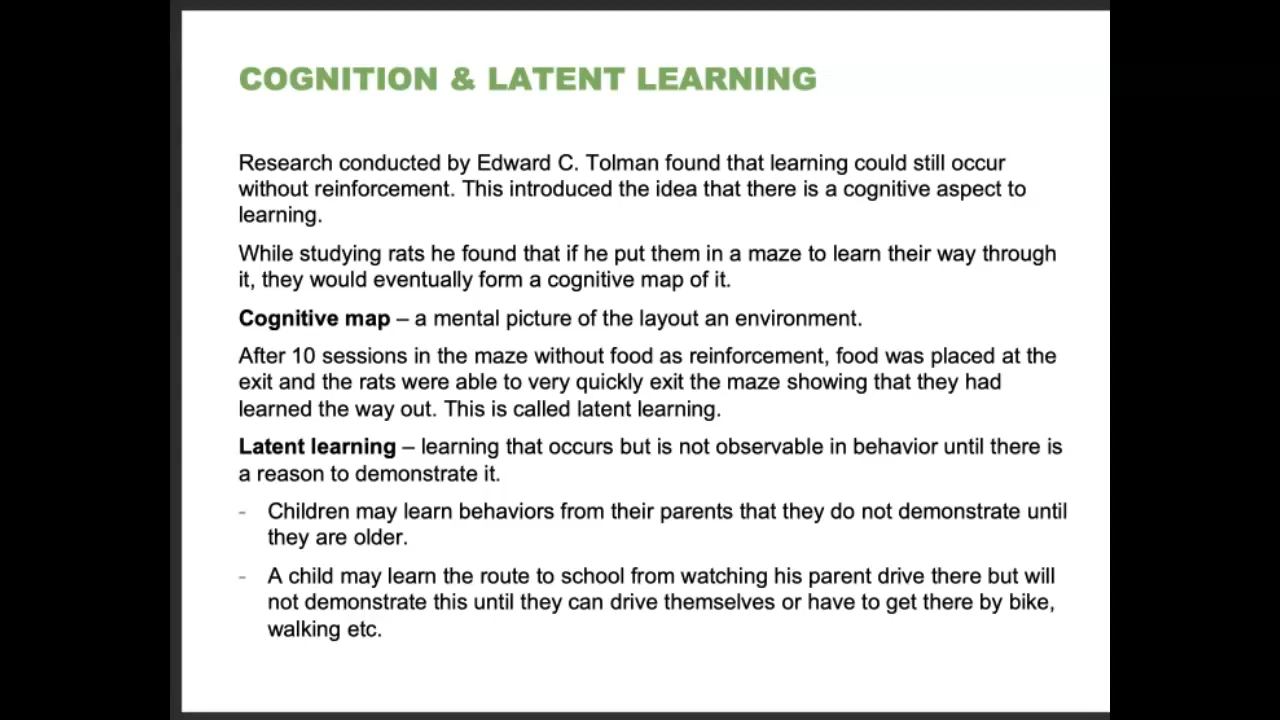 COGNITION & LATENT LEARNING
Research conducted by Edward C. Tolman found that learning could still occur
without reinforcement. This introduced the idea that there is a cognitive aspect to
learning.
While studying rats he found that if he put them in a maze to learn their way through
it, they would eventually form a cognitive map of it.
Cognitive map – a mental picture of the layout an environment.
After 10 sessions in the maze without food as reinforcement, food was placed at the
exit and the rats were able to very quickly exit the maze showing that they had
learned the way out. This is called latent learning.
Latent learning – learning that occurs but is not observable in behavior until there is
a reason to demonstrate it.
- Children may learn behaviors from their parents that they do not demonstrate until
they are older.
- A child may learn the route to school from watching his parent drive there but will
not demonstrate this until they can drive themselves or have to get there by bike,
walking etc.